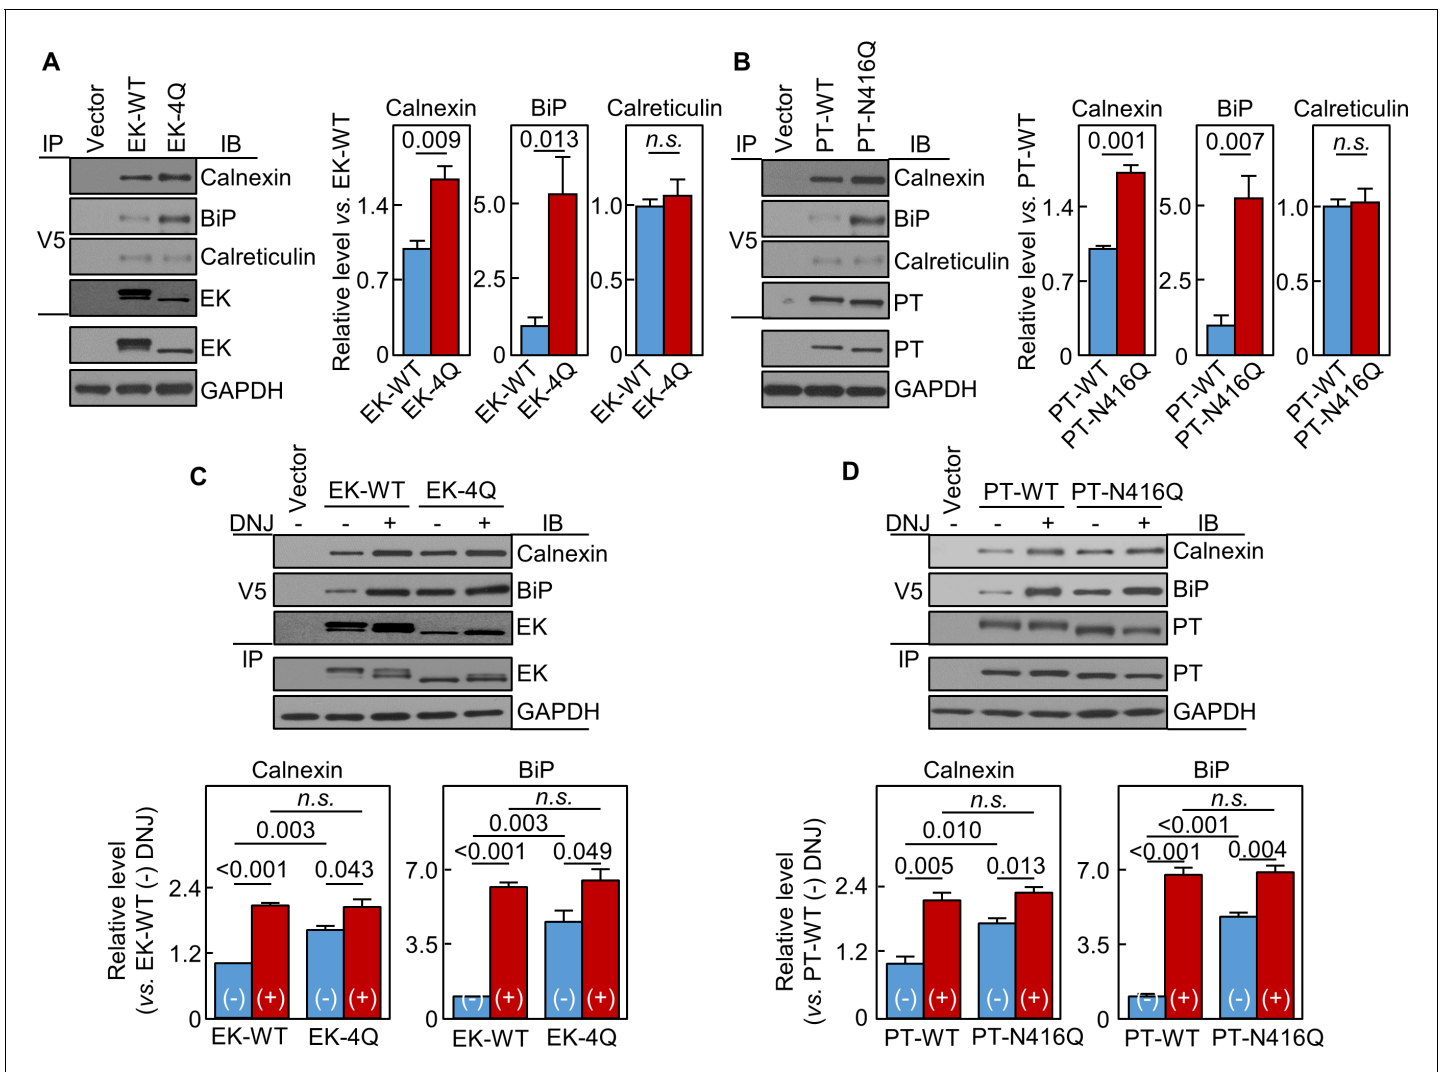 A
Vector
EK-WT
EK-4Q
IP
IB
Calnexin
BiP
V5
Calreticulin
EK
EK
GAPDH
Relative level vs. EK-WT
Calnexin
0.009
1.4
0.7
0
EK-WT
EK-4Q
BiP
0.013
5.0
2.5
0
EK-WT
EK-4Q
Calreticulin
n.s.
1.0
0.5
0
EK-WT
EK-4Q
B
Vector
PT-WT
PT-N416Q
IP
IB
Calnexin
BiP
V5
Calreticulin
PT
PT
GAPDH
Relative level vs. PT-WT
Calnexin
0.001
1.4
0.7
0
PT-WT
PT-N416Q
BiP
0.007
5.0
2.5
0
PT-WT
PT-N416Q
Calreticulin
n.s.
1.0
0.5
0
PT-WT
PT-N416Q
C
Vector
EK-WT EK-4Q
DNJ - - + - + IB
Calnexin
V5 BiP
EK
IP
EK
GAPDH
Relative level
(vs. EK-WT (-) DNJ)
Calnexin
n.s.
0.003
<0.001 0.043
2.4
1.2
0
(-) (+) (-) (+)
EK-WT EK-4Q
BiP
n.s.
0.003
<0.001 0.049
7.0
3.5
0
(-) (+) (-) (+)
EK-WT EK-4Q
D
Vector
PT-WT PT-N416Q
DNJ - - + - + IB
Calnexin
V5 BiP
PT
IP
PT
GAPDH
Relative level
(vs. PT-WT (-) DNJ)
Calnexin
n.s.
0.010
0.005 0.013
2.4
1.2
0
(-) (+) (-) (+)
PT-WT PT-N416Q
BiP
n.s.
<0.001
<0.001 0.004
7.0
3.5
0
(-) (+) (-) (+)
PT-WT PT-N416Q